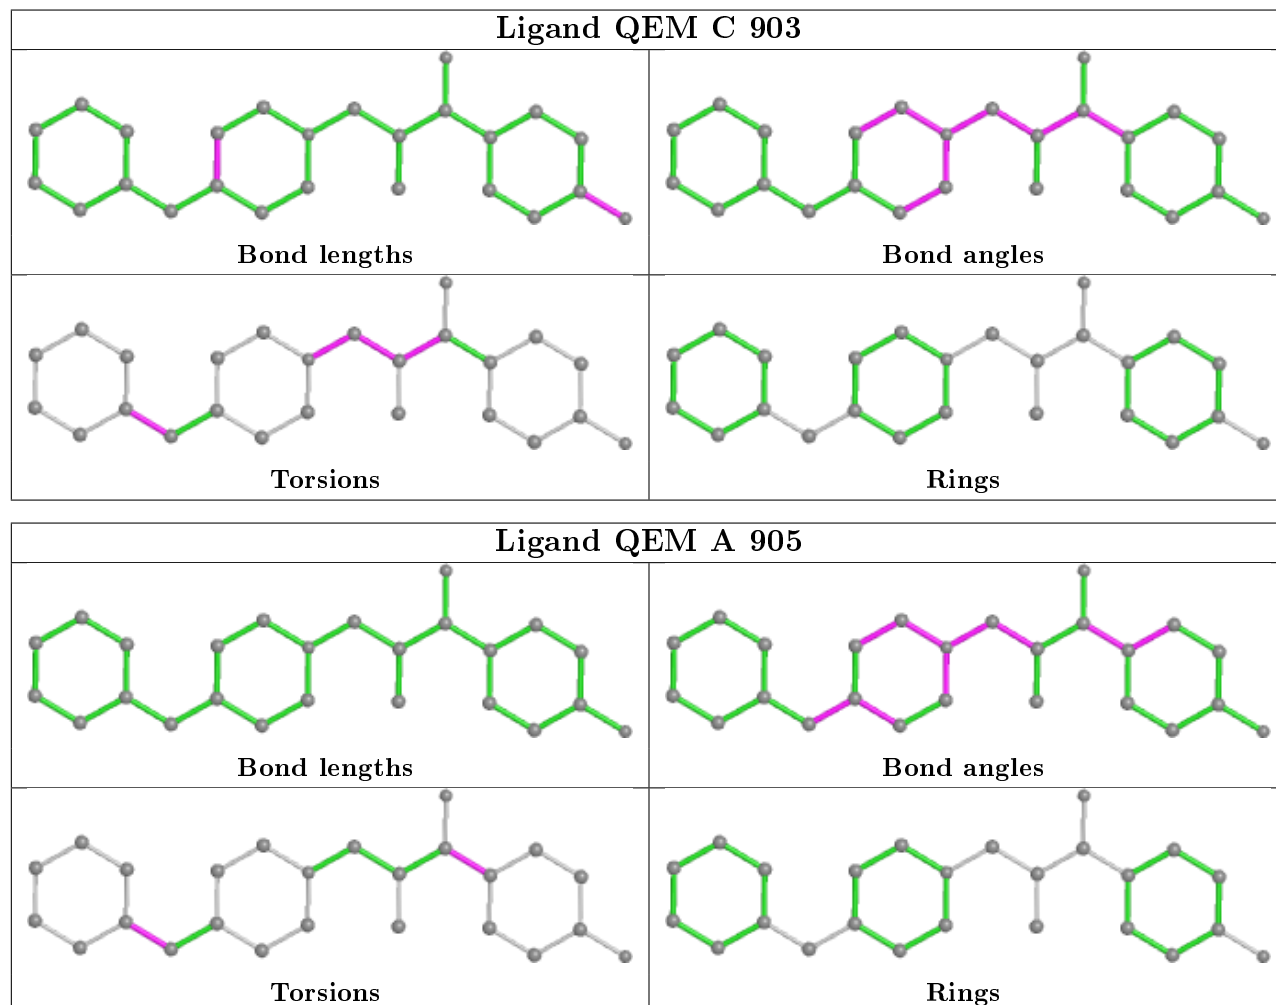 Ligand QEM C 903
Bond lengths
Bond angles
Torsions
Rings
Ligand QEM A 905
Bond lengths
Bond angles
Torsions
Rings